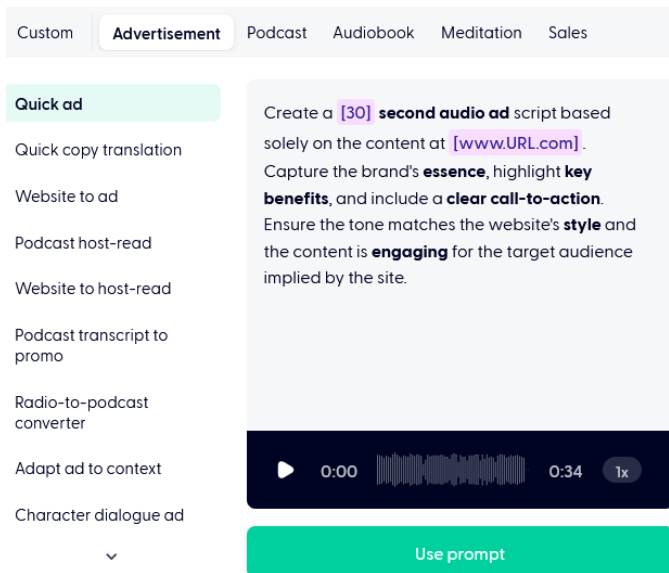 Custom
Advertisement
Podcast
Audiobook
Meditation
Sales
Quick ad
Quick copy translation
Website to ad
Podcast host-read
Website to host-read
Podcast transcript to
promo
Radio-to-podcast
converter
Adapt ad to context
Character dialogue ad
Create a [30] second audio ad script based
solely on the content at [www.URL.com].
Capture the brand's essence, highlight key
benefits, and include a clear call-to-action.
Ensure the tone matches the website's style and
the content is engaging for the target audience
implied by the site.
0:00
0:34
1x
Use prompt